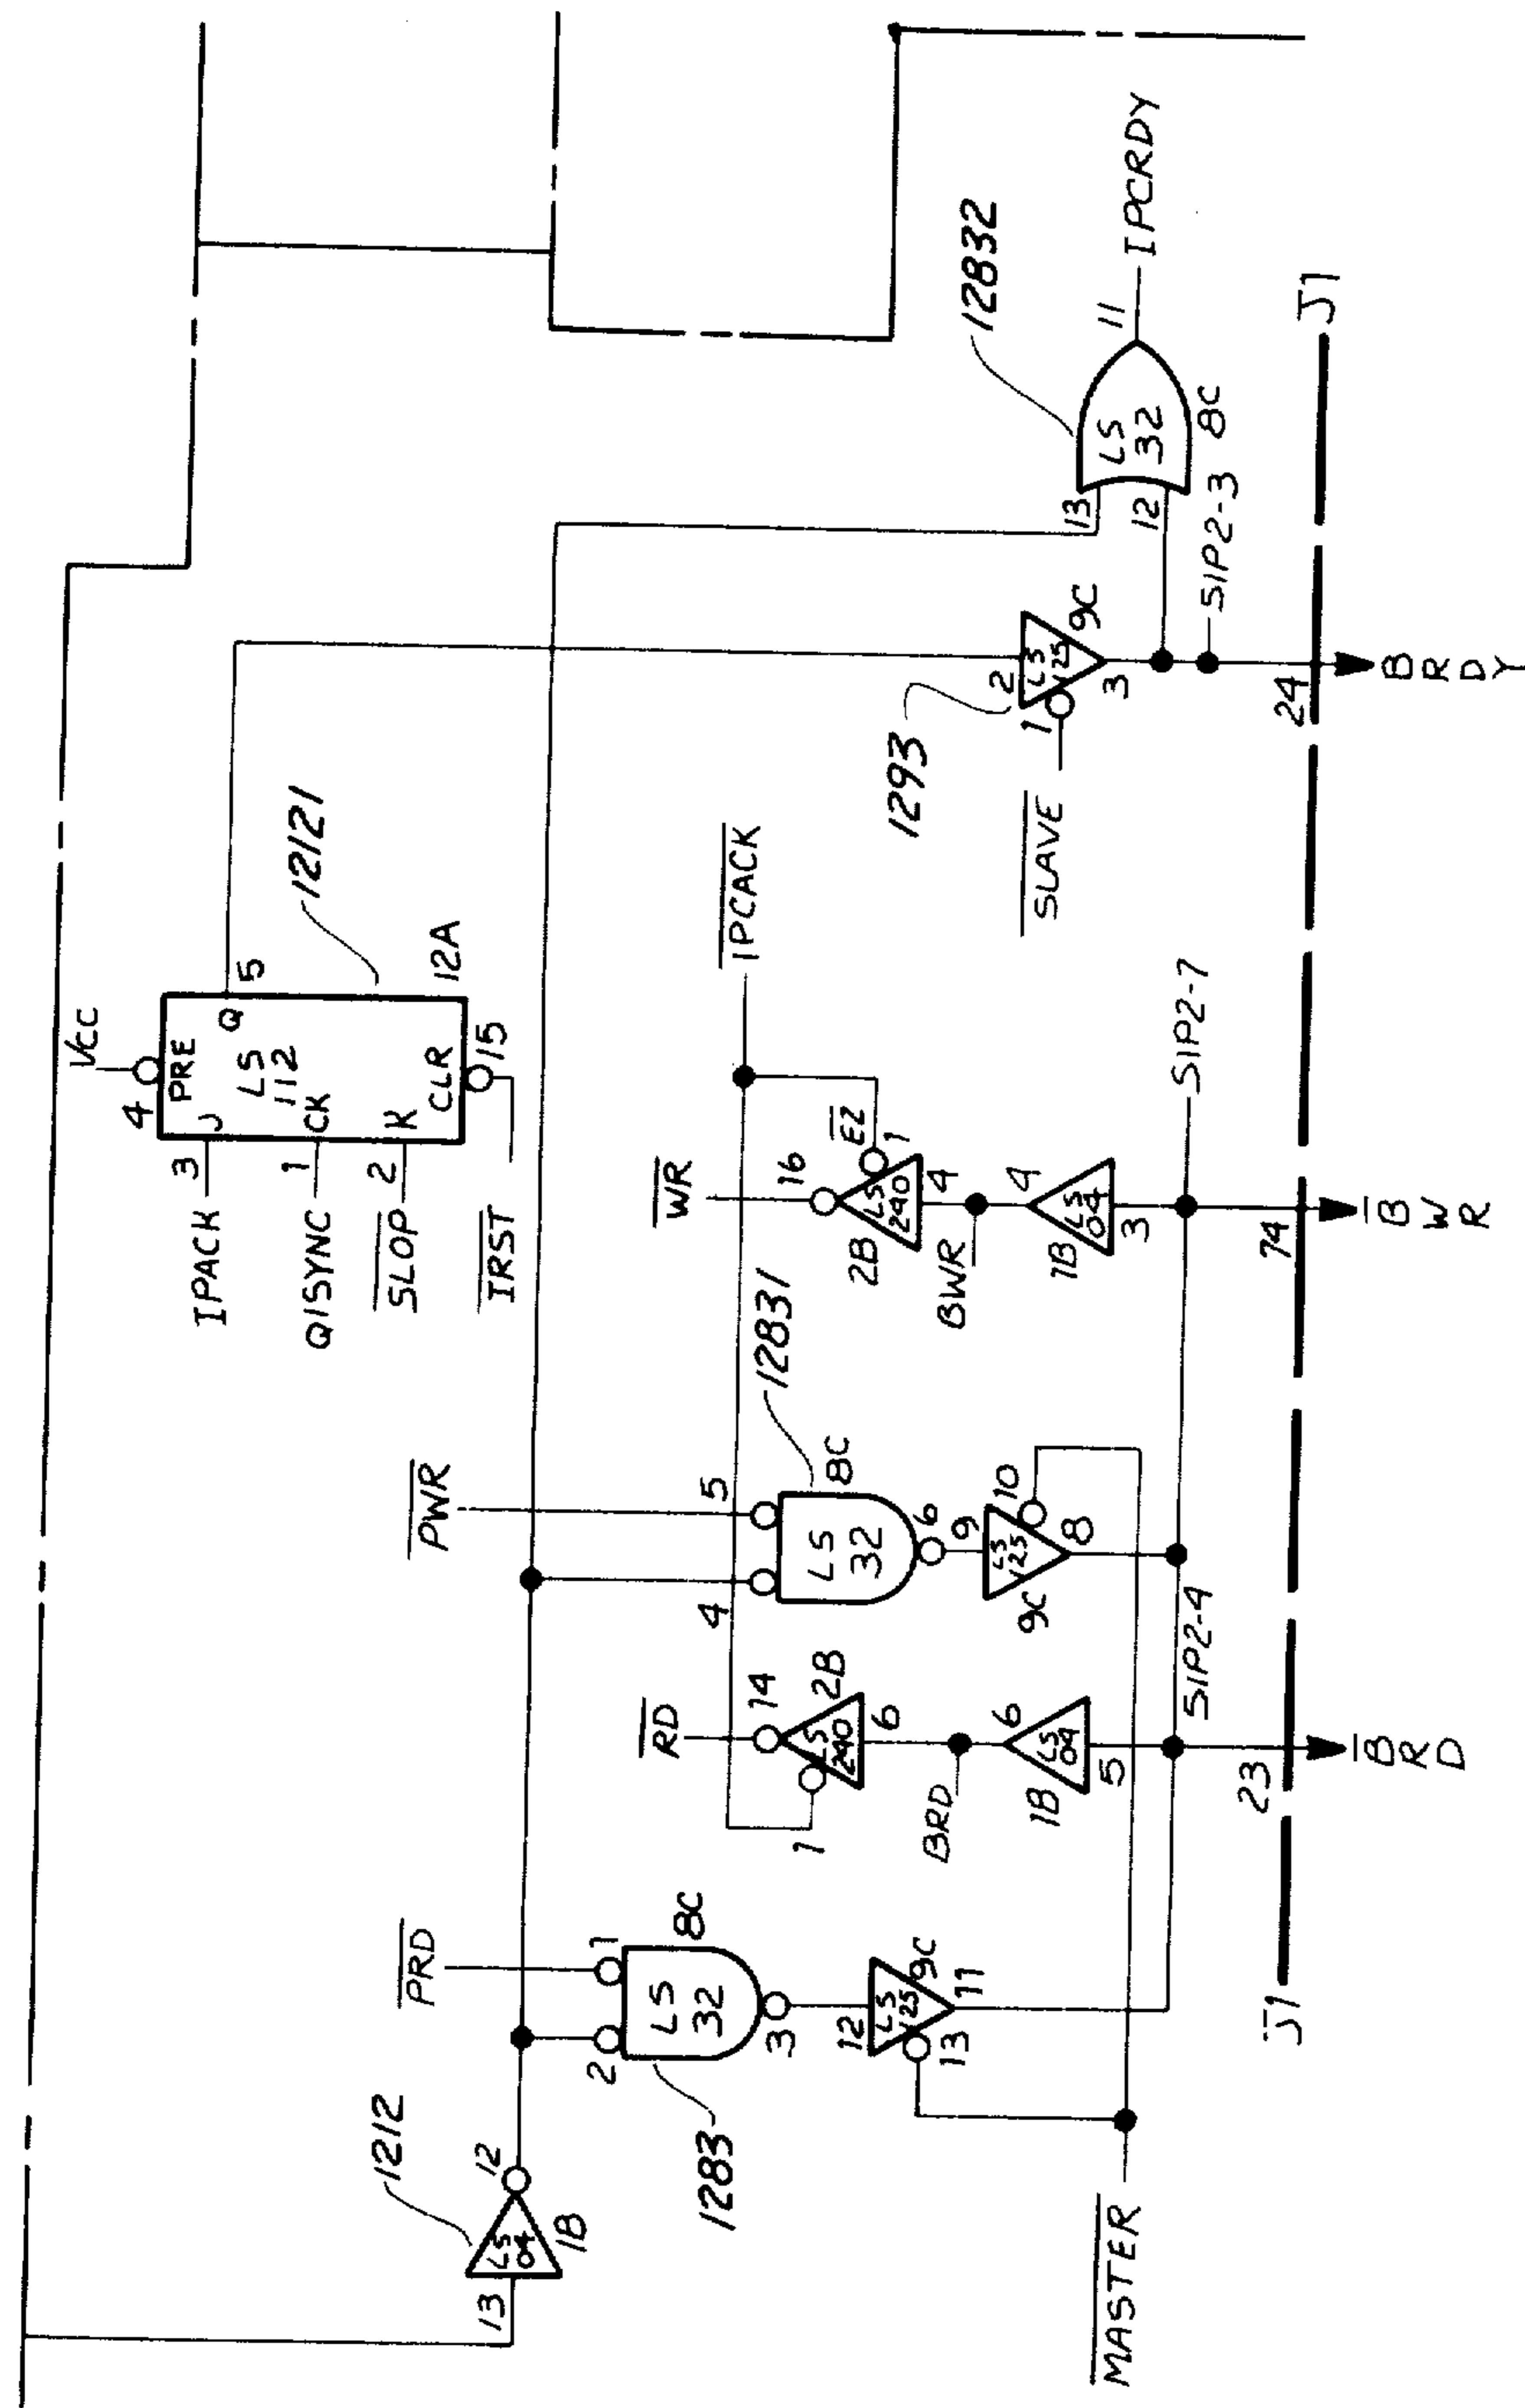 VCC
4
PRE
3
J
Q
5
LS
112
IPACK
1
CK
Q1SYNC
2
K
CLR
SLOP
15
12A
IRST
12121
1212
13
LS
04
12
1B
PRD
2
1
LS
32
8C
3
1283
12
LS
125
9C
13
11
MASTER
RD
14
LS
240
2B
1
6
BRD
6
LS
04
1B
5
SIP2-4
23
B
R
D
PWR
4
5
LS
32
8C
6
12831
9
LS
125
9C
10
8
WR
16
EZ
1
LS
240
2B
4
BWR
4
LS
04
1B
3
SIP2-7
74
B
W
R
IPCACK
1293
2
LS
125
9C
1
3
SLAVE
24
B
R
D
Y
SIP2-3
13
12
LS
32
8C
11
IPCRDY
12832
J1
J1